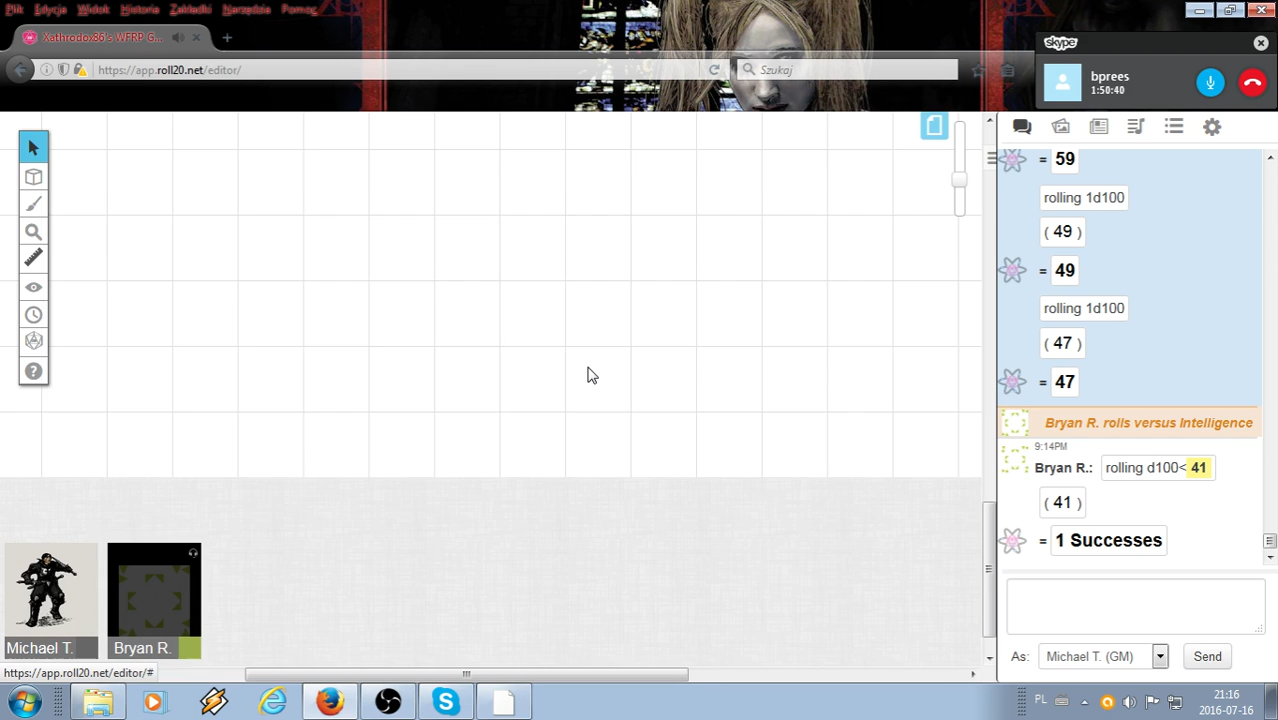 Plik Edycja Widok Historia Zakładki Narzędzia Pomoc
Xathrodox86's WFRP G...
https://app.roll20.net/editor/
Szukaj
skype
bprees
1:50:40
= 59
rolling 1d100
( 49 )
= 49
rolling 1d100
( 47 )
= 47
Bryan R. rolls versus Intelligence
9:14PM
Bryan R.: rolling d100< 41
( 41 )
= 1 Successes
Michael T.
Bryan R.
As: Michael T. (GM) Send
https://app.roll20.net/editor/#
PL
21:16
2016-07-16